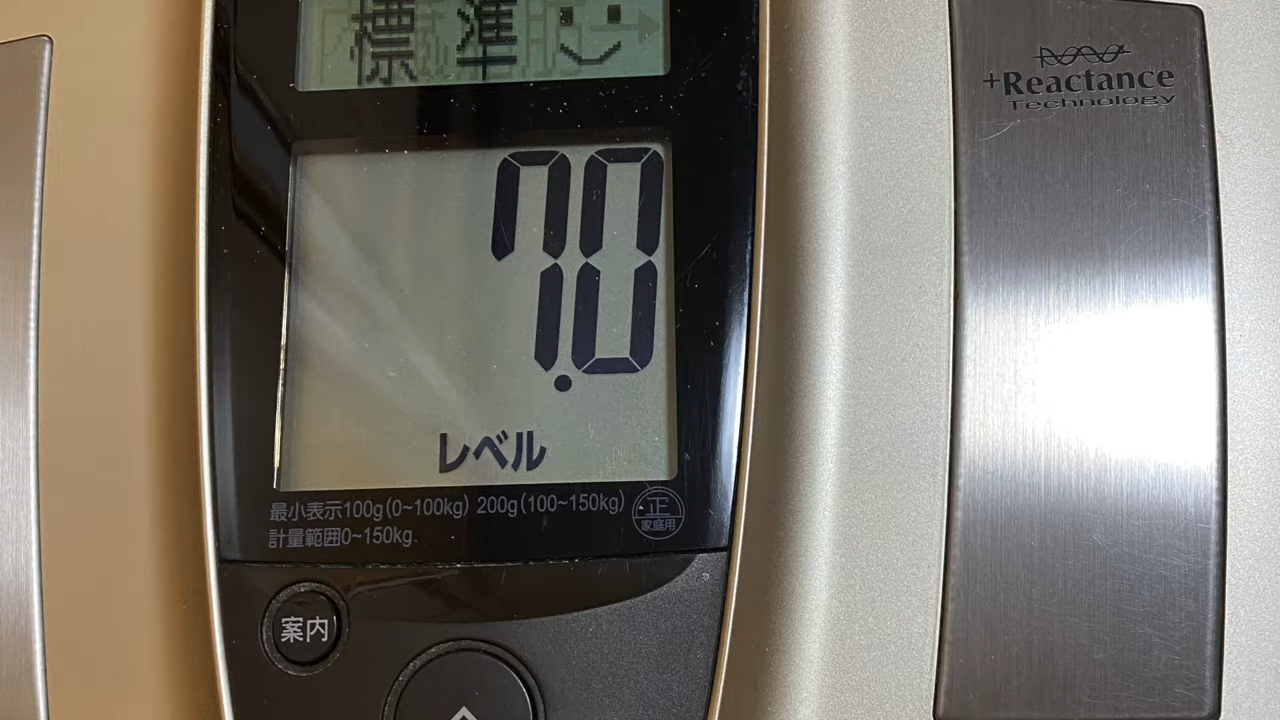 標準
+Reactance
Technology
7.0
レベル
最小表示100g(0~100kg) 200g(100~150kg)
計量範囲0~150kg.
正
家庭用
案内